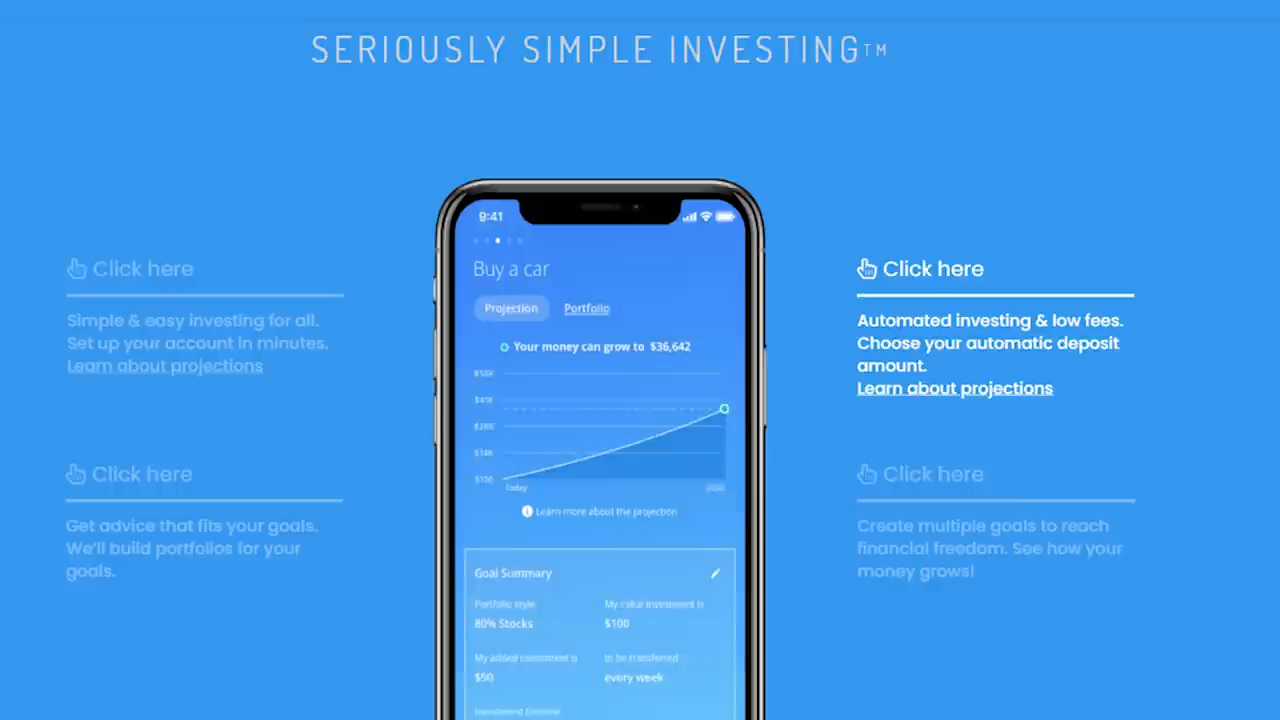 SERIOUSLY SIMPLE INVESTING™
Click here
Simple & easy investing for all.
Set up your account in minutes.
Learn about projections
Click here
Get advice that fits your goals.
We'll build portfolios for your
goals.
9:41
Buy a car
Projection Portfolio
Your money can grow to $36,642
$41K
$14K
$100
Today
Learn more about the projection
Goal Summary
Portfolio style My initial investment is
80% Stocks $100
My added investment is to be transferred
$50 every week
Investment timeline
Click here
Automated investing & low fees.
Choose your automatic deposit
amount.
Learn about projections
Click here
Create multiple goals to reach
financial freedom. See how your
money grows!